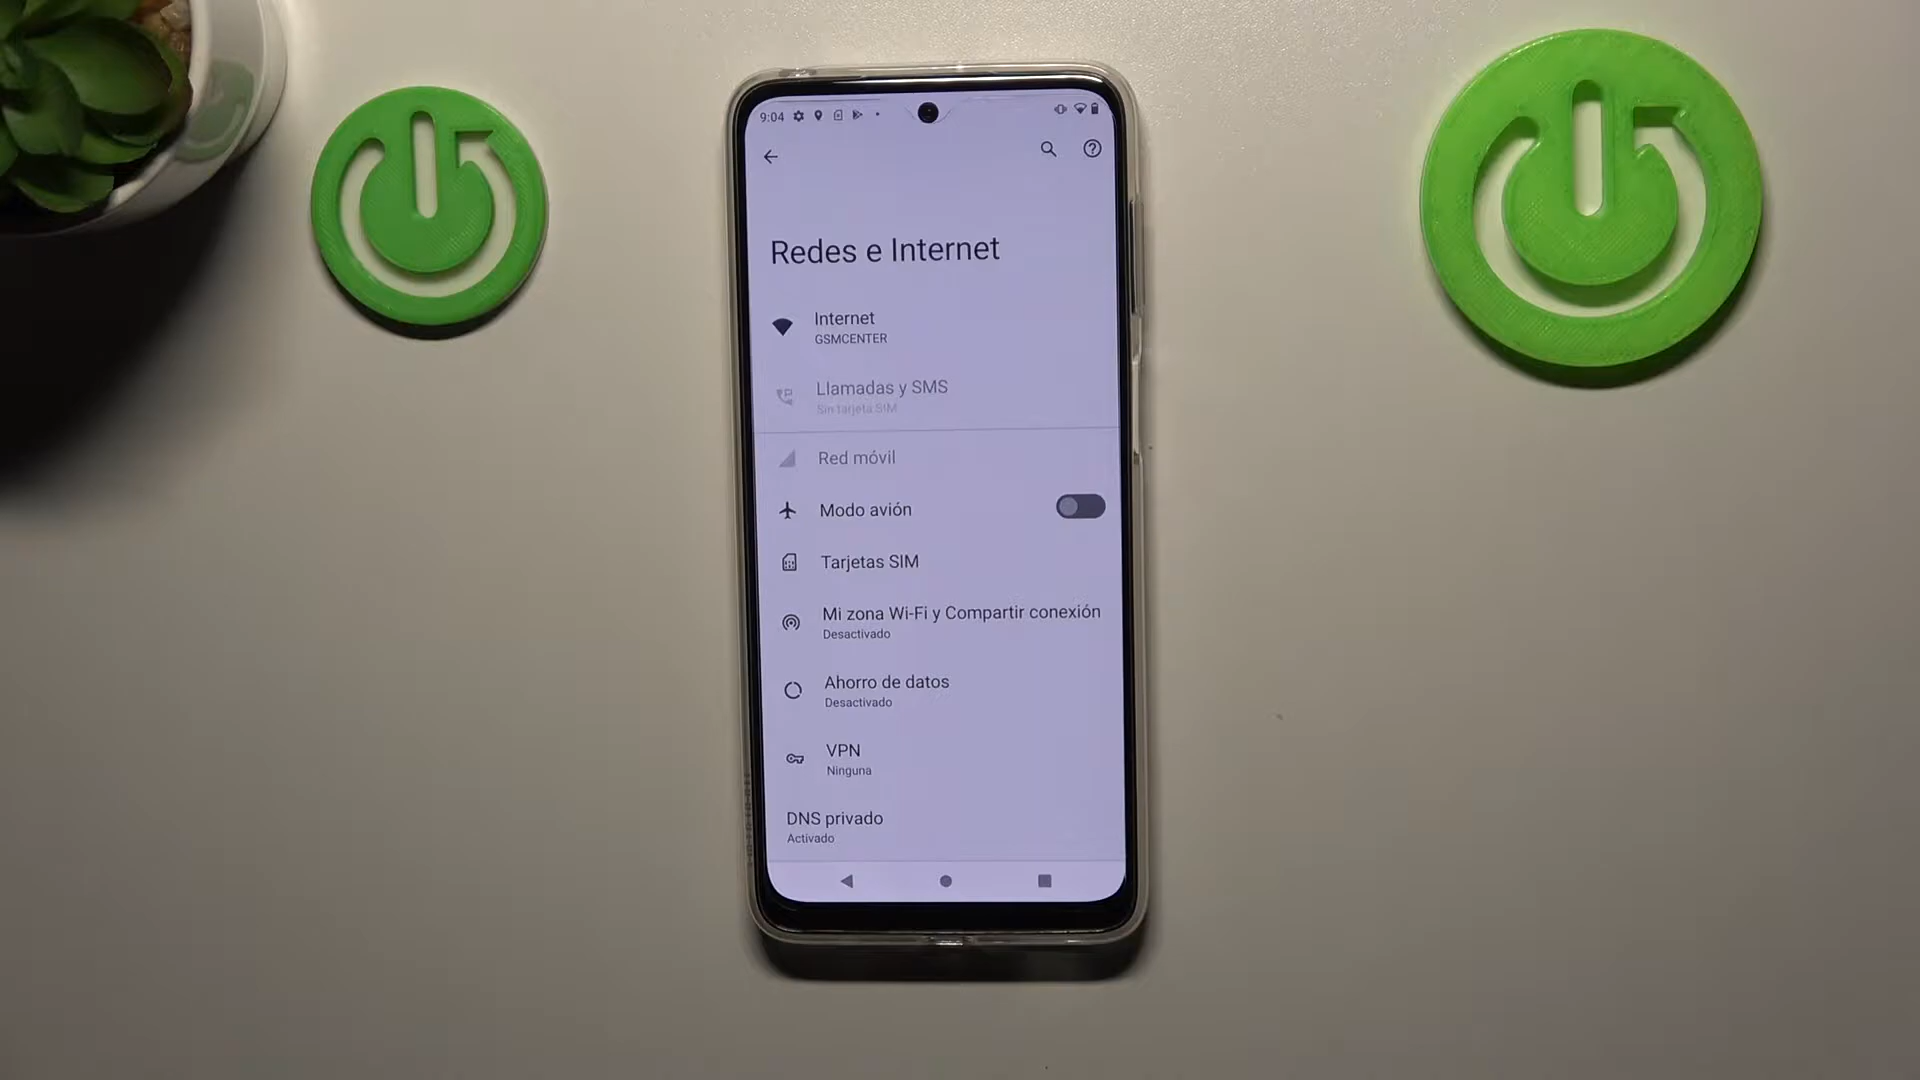 9:04
Redes e Internet
Internet
GSMCENTER
Llamadas y SMS
Sin tarjeta SIM
Red móvil
Modo avión
Tarjetas SIM
Mi zona Wi-Fi y Compartir conexión
Desactivado
Ahorro de datos
Desactivado
VPN
Ninguna
DNS privado
Activado